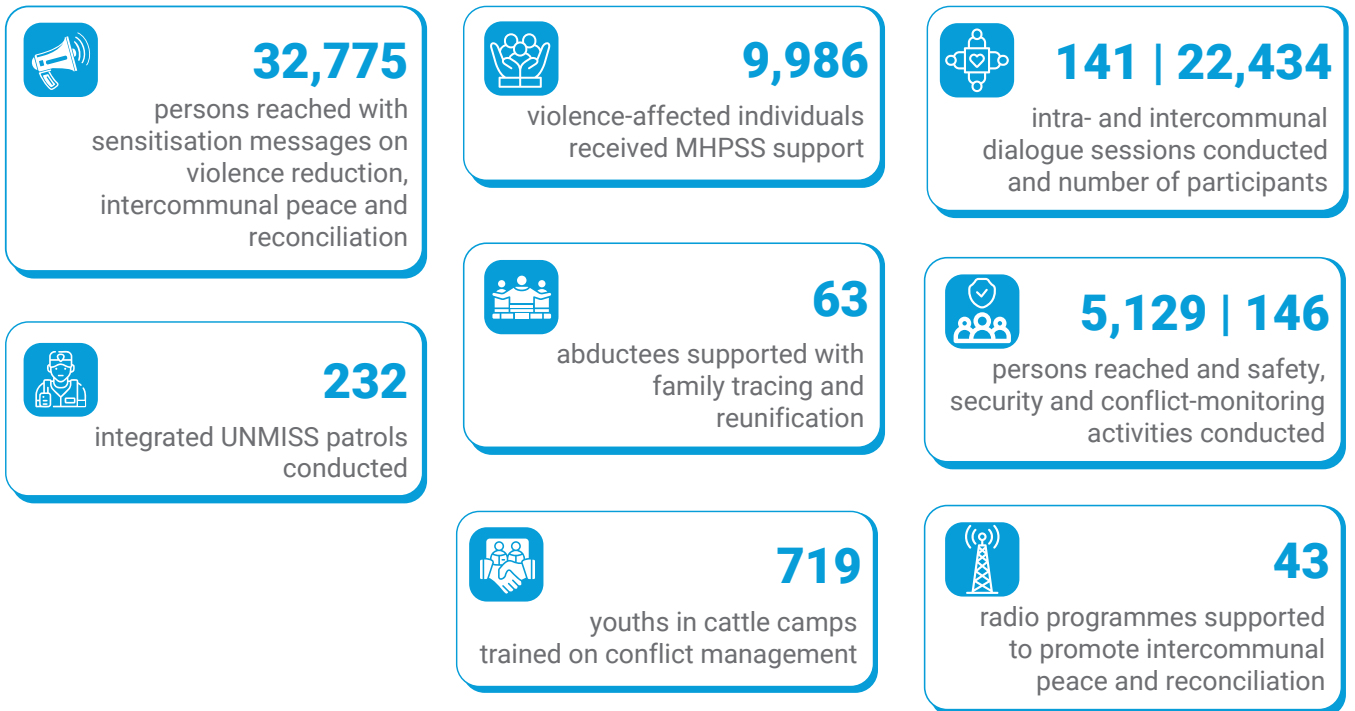 32,775
persons reached with
sensitisation messages on
violence reduction,
intercommunal peace and
reconciliation
232
integrated UNMISS patrols
conducted
9,986
violence-affected individuals
received MHPSS support
63
abductees supported with
family tracing and
reunification
719
youths in cattle camps
trained on conflict management
141 | 22,434
intra- and intercommunal
dialogue sessions conducted
and number of participants
5,129 | 146
persons reached and safety,
security and conflict-monitoring
activities conducted
43
radio programmes supported
to promote intercommunal
peace and reconciliation